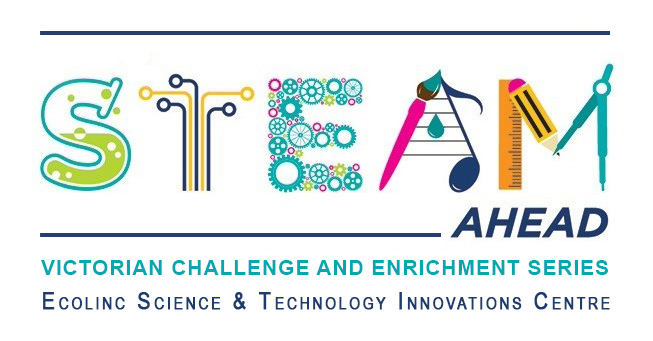 STEAM
AHEAD
VICTORIAN CHALLENGE AND ENRICHMENT SERIES
ECOLINC SCIENCE & TECHNOLOGY INNOVATIONS CENTRE